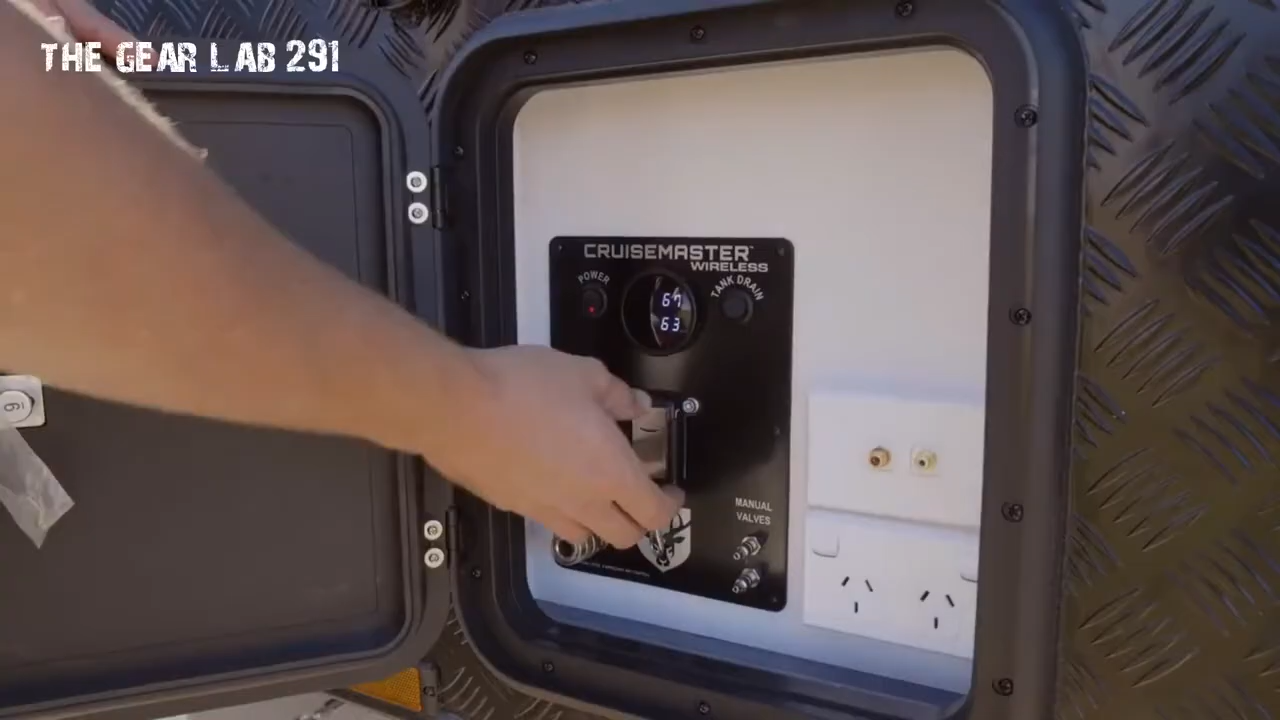 THE GEAR LAB 291
CRUISEMASTER
WIRELESS
POWER
TANK DRAIN
67
63
MANUAL
VALVES